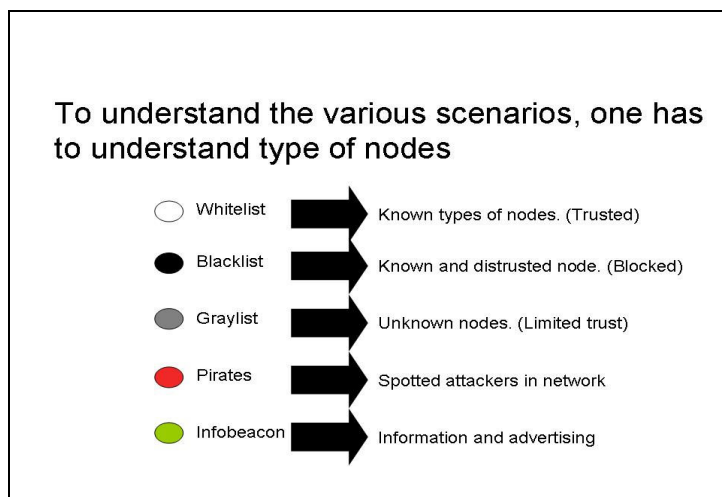 To understand the various scenarios, one has
to understand type of nodes
Whitelist Known types of nodes. (Trusted)
Blacklist Known and distrusted node. (Blocked)
Graylist Unknown nodes. (Limited trust)
Pirates Spotted attackers in network
Infobeacon Information and advertising